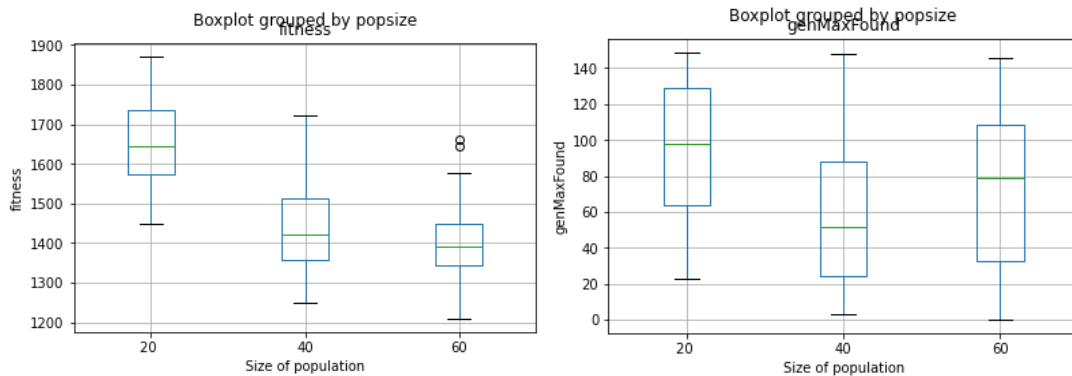 Boxplot grouped by popsize
fitness
1900
1800
1700
1600
1500
1400
1300
1200
fitness
20 40 60
Size of population
Boxplot grouped by popsize
genMaxFound
140
120
100
80
60
40
20
0
genMaxFound
20 40 60
Size of population